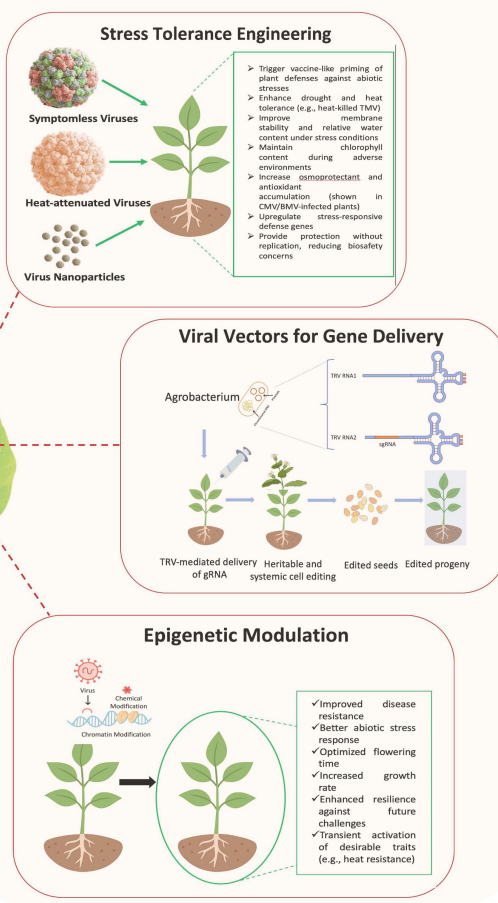 Stress Tolerance Engineering
Symptomless Viruses
Heat-attenuated Viruses
Virus Nanoparticles
➢ Trigger vaccine-like priming of
plant defenses against abiotic
stresses
➢ Enhance drought and heat
tolerance (e.g., heat-killed TMV)
➢ Improve membrane
stability and relative water
content under stress conditions
➢ Maintain chlorophyll
content during adverse
environments
➢ Increase osmoprotectant and
antioxidant
accumulation (shown in
CMV/BMV-infected plants)
➢ Upregulate stress-responsive
defense genes
➢ Provide protection without
replication, reducing biosafety
concerns
Viral Vectors for Gene Delivery
Agrobacterium
TRV RNA1
TRV RNA2
sgRNA
TRV-mediated delivery
of gRNA
Heritable and
systemic cell editing
Edited seeds
Edited progeny
Epigenetic Modulation
Virus
Chemical
Modification
Chromatin Modification
✓Improved disease
resistance
✓Better abiotic stress
response
✓Optimized flowering
time
✓Increased growth
rate
✓Enhanced resilience
against future
challenges
✓Transient activation
of desirable traits
(e.g., heat resistance)